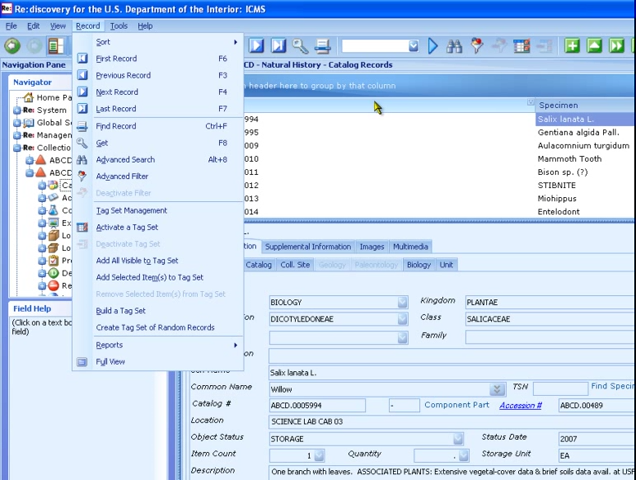 Re: Re:discovery for the U.S. Department of the Interior: ICMS
File Edit View Record Tools Help
Navigation Pane
CD - Natural History - Catalog Records
Navigator
header here to group by that column
Home Pa
Re: System
Global S
Re: Manager
Re: Collectio
ABCD
ABCD
Ca
Ac
C
Ex
Lo
Lo
Pr
De
Re
Field Help
(Click on a text bo
field)
Sort
First Record F6
Previous Record F3
Next Record F4
Last Record F7
Find Record Ctrl+F
Get F8
Advanced Search Alt+8
Advanced Filter
Deactivate Filter
Tag Set Management
Activate a Tag Set
Deactivate Tag Set
Add All Visible to Tag Set
Add Selected Item(s) to Tag Set
Remove Selected Item(s) from Tag Set
Build a Tag Set
Create Tag Set of Random Records
Reports
Full View
Specimen
994 Salix lanata L.
995 Gentiana algida Pall.
009 Aulacomnium turgidum
010 Mammoth Tooth
011 Bison sp. (?)
012 STIBNITE
013 Miohippus
014 Entelodont
tion Supplemental Information Images Multimedia
Catalog Coll. Site Geology Paleontology Biology Unit
BIOLOGY Kingdom PLANTAE
on DICOTYLEDONEAE Class SALICACEAE
Family
on
Salix lanata L.
Common Name Willow TSN Find Specim
Catalog # ABCD.0005994 - Component Part Accession # ABCD.00489
Location SCIENCE LAB CAB 03
Object Status STORAGE Status Date 2007
Item Count 1 Quantity . Storage Unit EA
Description One branch with leaves. ASSOCIATED PLANTS: Extensive vegetal-cover data & brief soils data avail. at USF